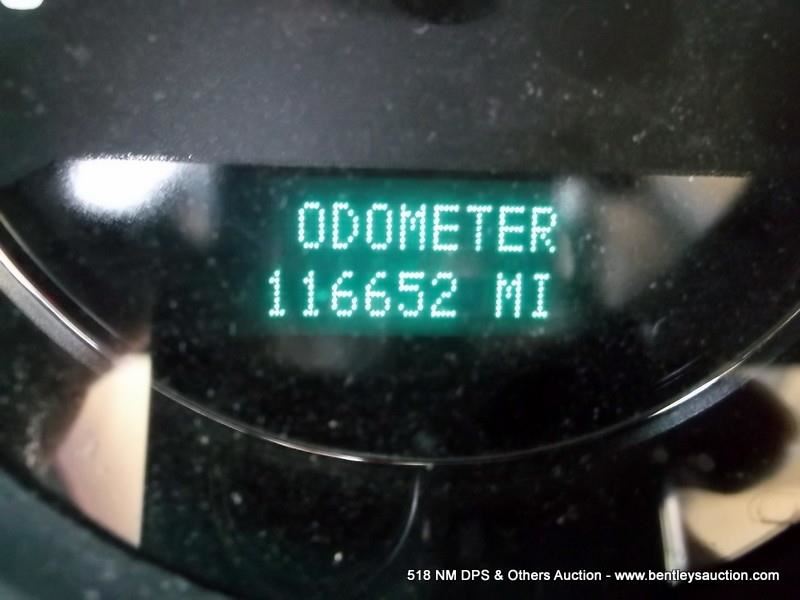 ODOMETER
116652 MI
518 NM DPS & Others Auction - www.bentleysauction.com